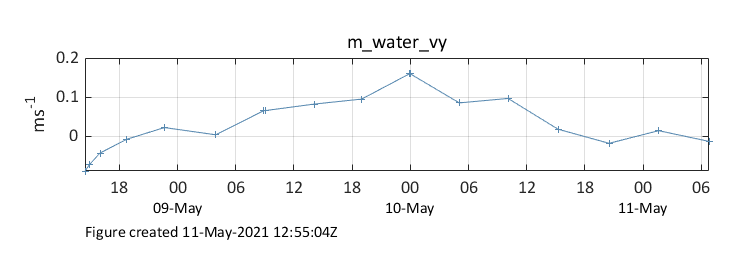 m_water_vy
0.2
0.1
0
ms-1
18 00 06 12 18 00 06 12 18 00 06
09-May 10-May 11-May
Figure created 11-May-2021 12:55:04Z